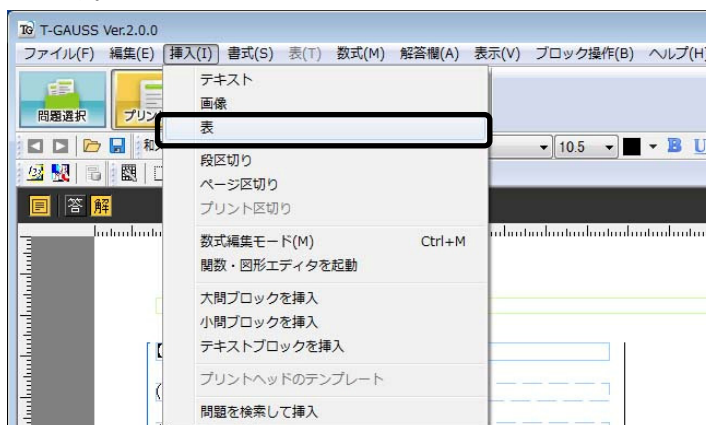 TG T-GAUSS Ver.2.0.0
ファイル(F) 編集(E) 挿入(I) 書式(S) 表(T) 数式(M) 解答欄(A) 表示(V) ブロック操作(B) ヘルプ(H)
テキスト
画像
問題選択 プリン
表
和 10.5 B U
段区切り
ページ区切り
プリント区切り
答 解
数式編集モード(M) Ctrl+M
関数・図形エディタを起動
大問ブロックを挿入
小問ブロックを挿入
テキストブロックを挿入
プリントヘッドのテンプレート
問題を検索して挿入